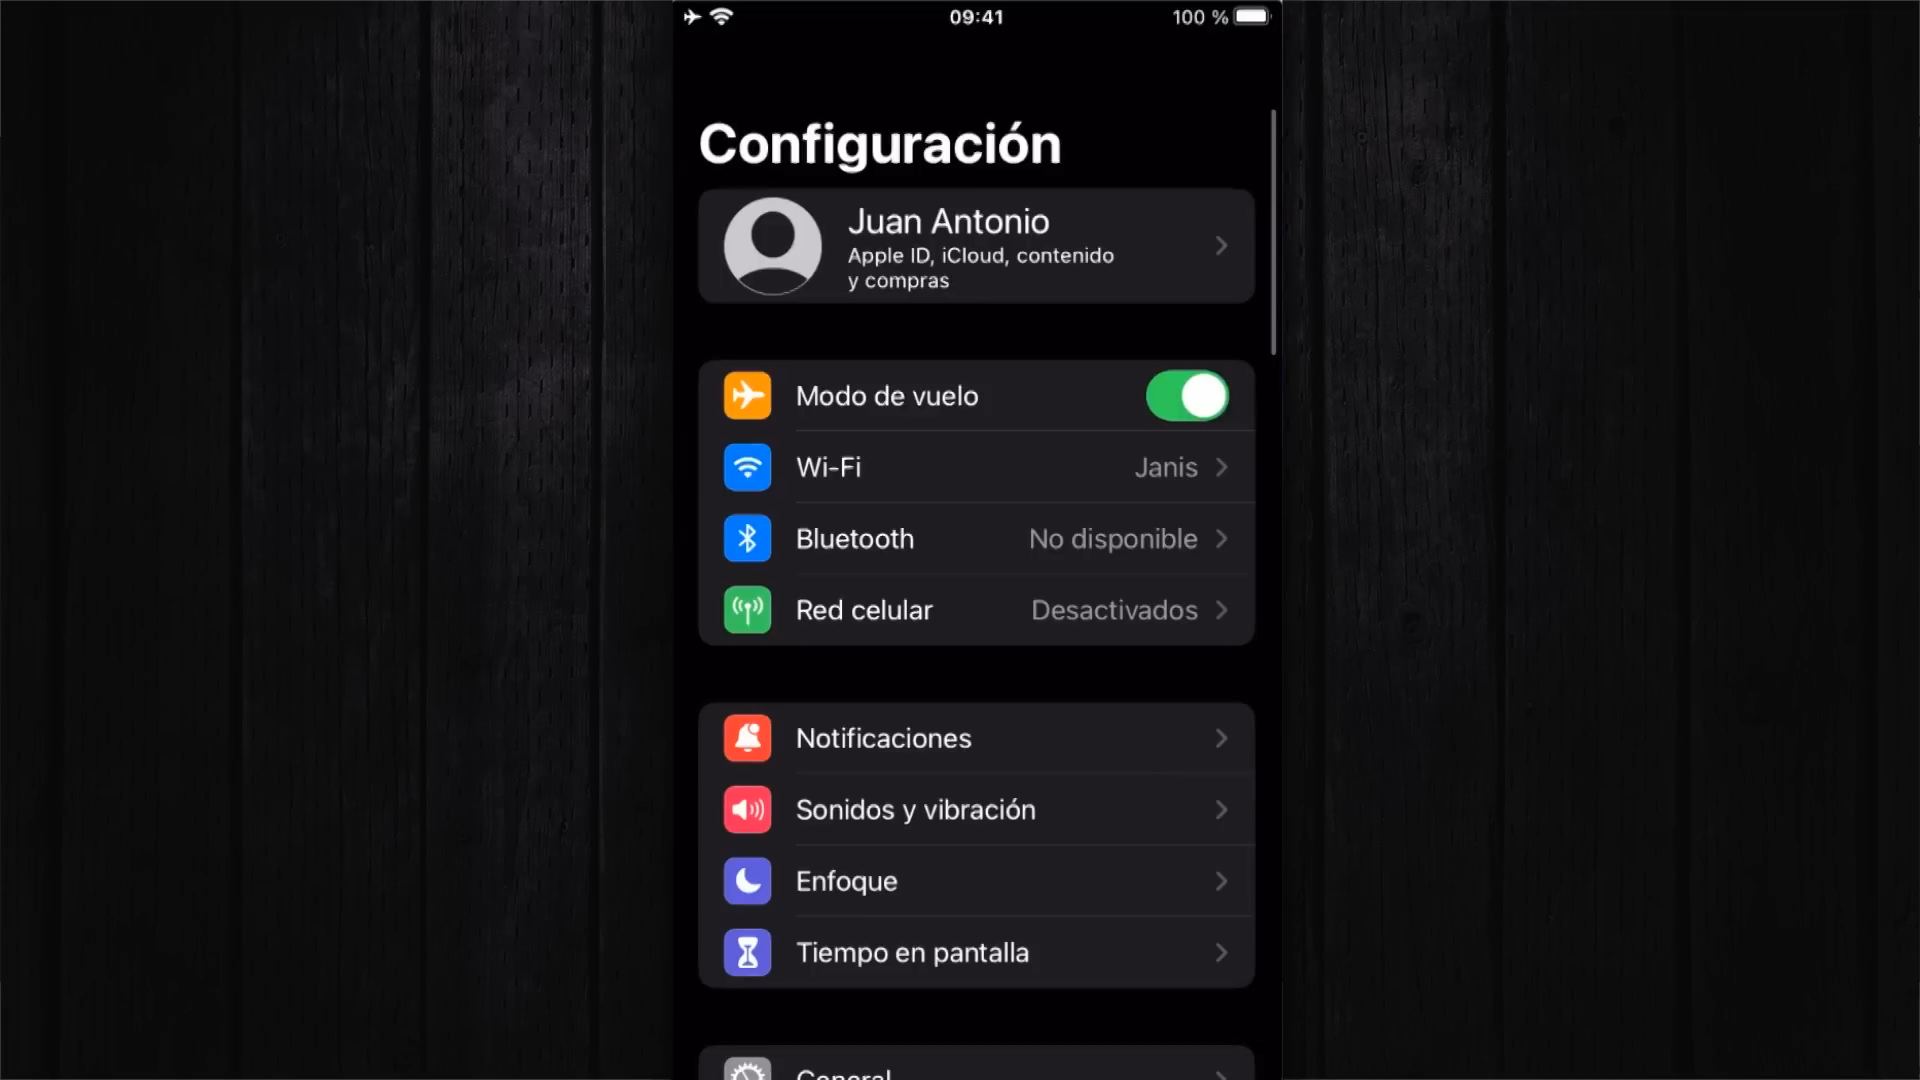 09:41
100 %
Configuración
Juan Antonio
Apple ID, iCloud, contenido
y compras
Modo de vuelo
Wi-Fi
Janis
Bluetooth
No disponible
Red celular
Desactivados
Notificaciones
Sonidos y vibración
Enfoque
Tiempo en pantalla
General